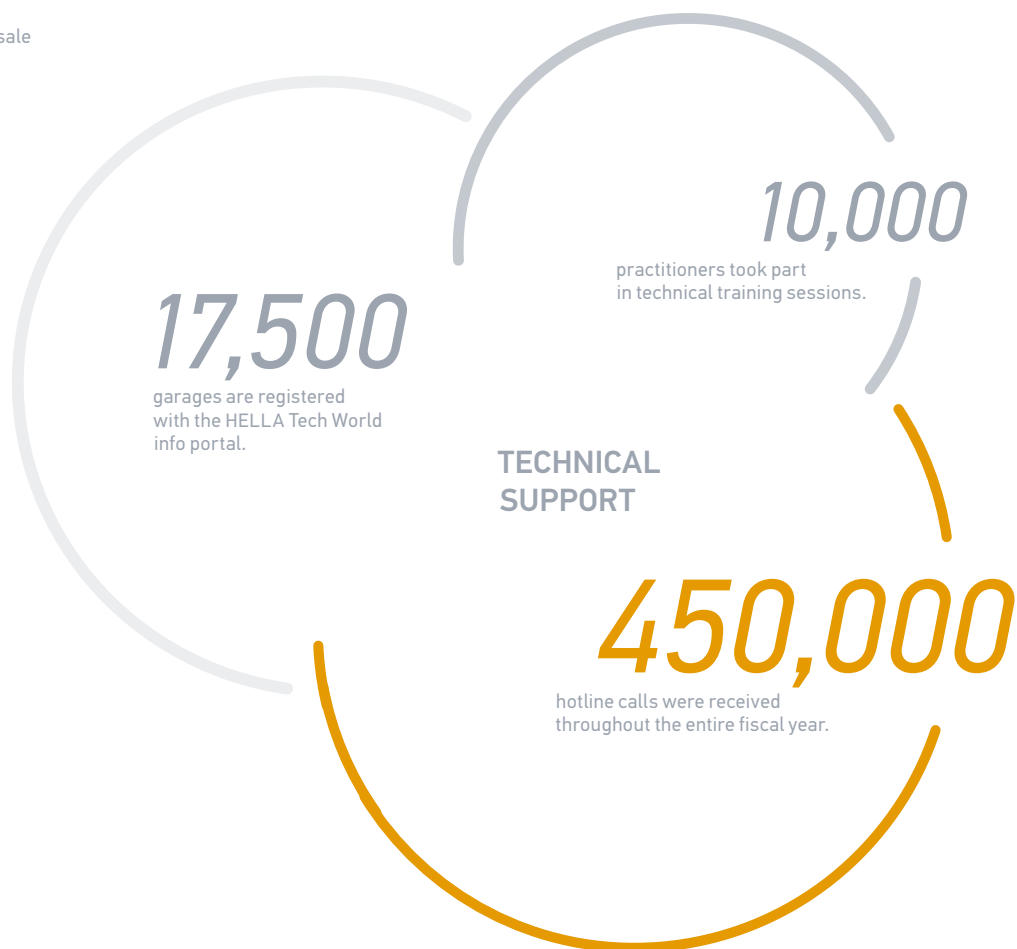 sale
10,000
practitioners took part
in technical training sessions.
17,500
garages are registered
with the HELLA Tech World
info portal.
TECHNICAL
SUPPORT
450,000
hotline calls were received
throughout the entire fiscal year.